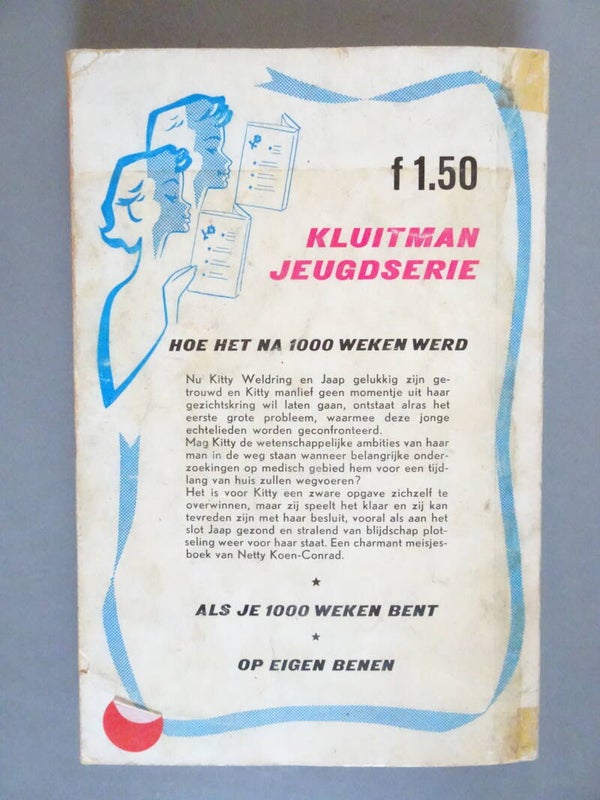 f 1.50
KLUITMAN
JEUGDSERIE
HOE HET NA 1000 WEKEN WERD
Nu Kitty Weldring en Jaap gelukkig zijn ge-
trouwd en Kitty manlief geen momentje uit haar
gezichtskring wil laten gaan, ontstaat alras het
eerste grote probleem, waarmee deze jonge
echtelieden worden geconfronteerd.
Mag Kitty de wetenschappelijke ambities van haar
man in de weg staan wanneer belangrijke onder-
zoekingen op medisch gebied hem voor een tijd-
lang van huis zullen wegvoeren?
Het is voor Kitty een zware opgave zichzelf te
overwinnen, maar zij speelt het klaar en zij kan
tevreden zijn met haar besluit, vooral als aan het
slot Jaap gezond en stralend van blijdschap plot-
seling weer voor haar staat. Een charmant meisjes-
boek van Netty Koen-Conrad.
ALS JE 1000 WEKEN BENT
OP EIGEN BENEN